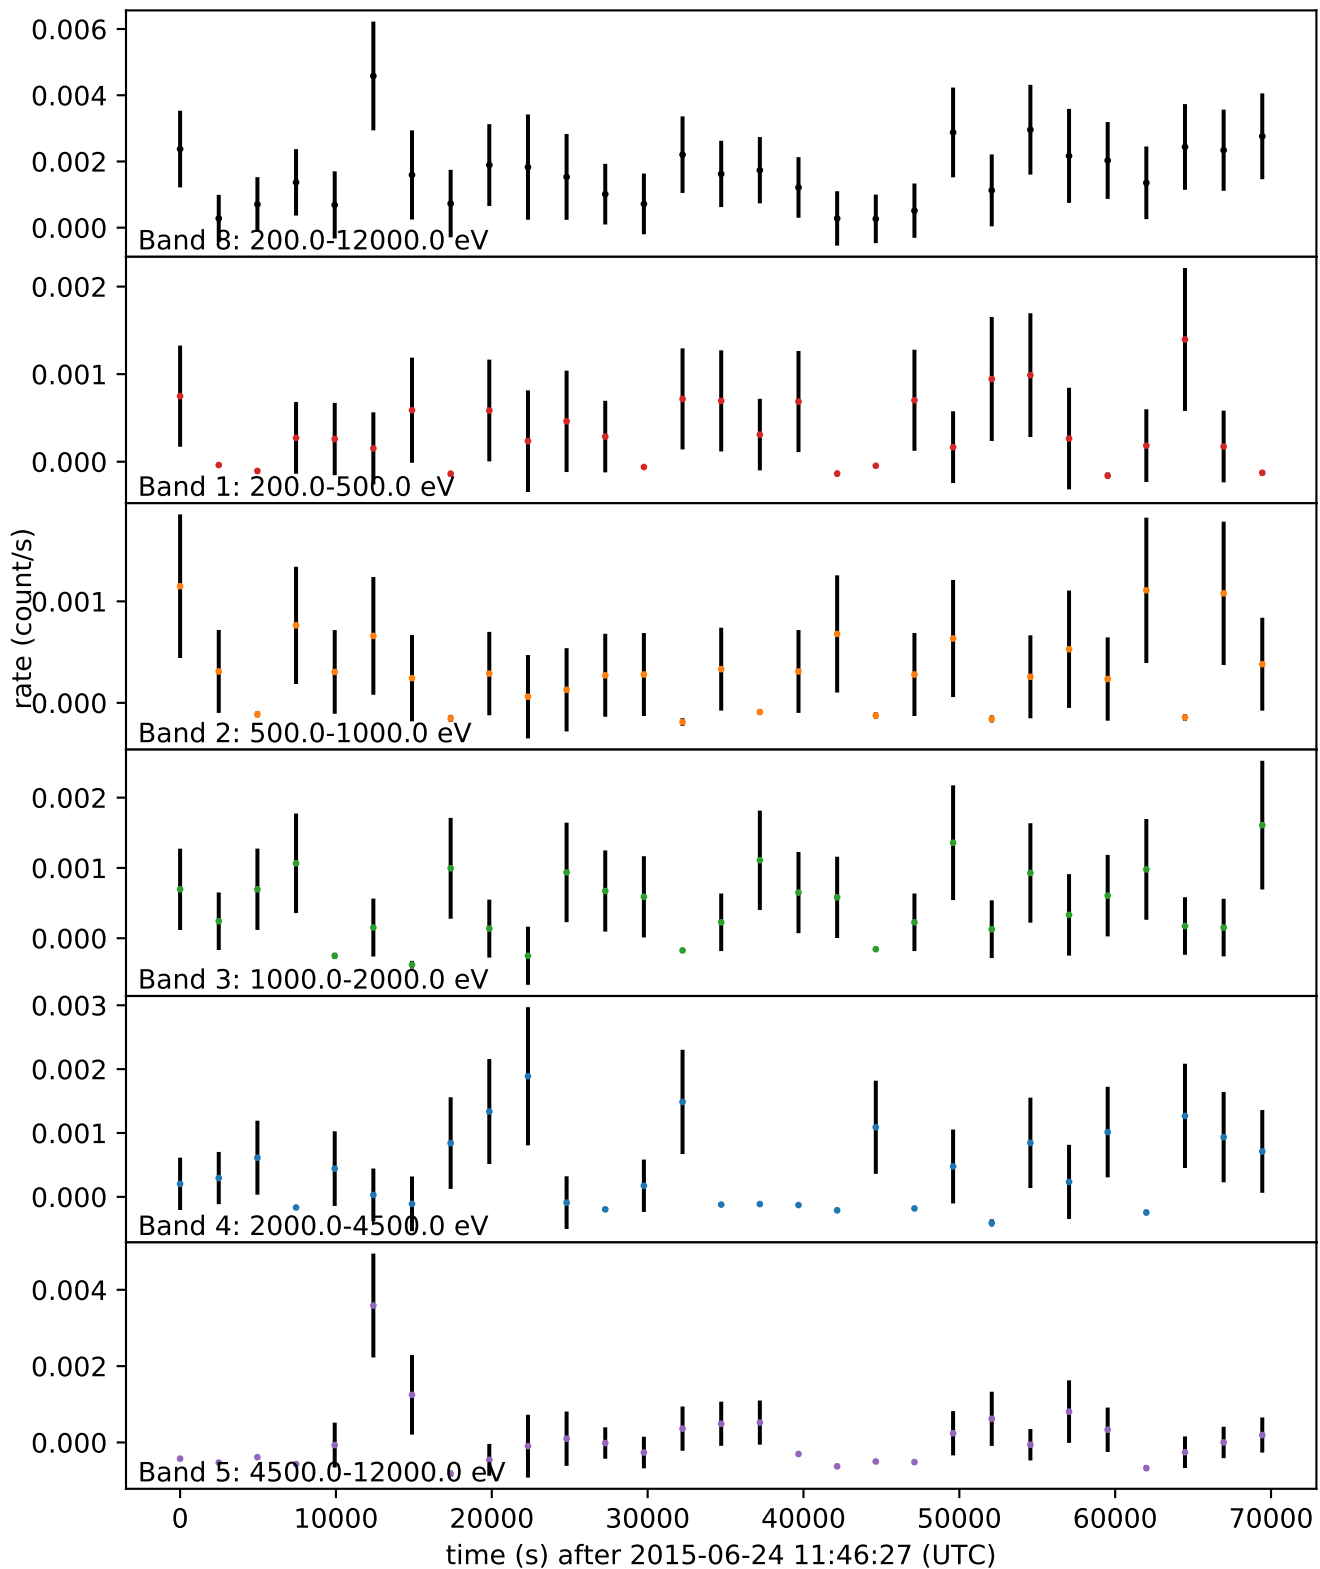 0.006
0.004
0.002
0.000
Band 8: 200.0-12000.0 eV
0.002
0.001
0.000
Band 1: 200.0-500.0 eV
rate (count/s)
0.001
0.000
Band 2: 500.0-1000.0 eV
0.002
0.001
0.000
Band 3: 1000.0-2000.0 eV
0.003
0.002
0.001
0.000
Band 4: 2000.0-4500.0 eV
0.004
0.002
0.000
Band 5: 4500.0-12000.0 eV
0 10000 20000 30000 40000 50000 60000 70000
time (s) after 2015-06-24 11:46:27 (UTC)